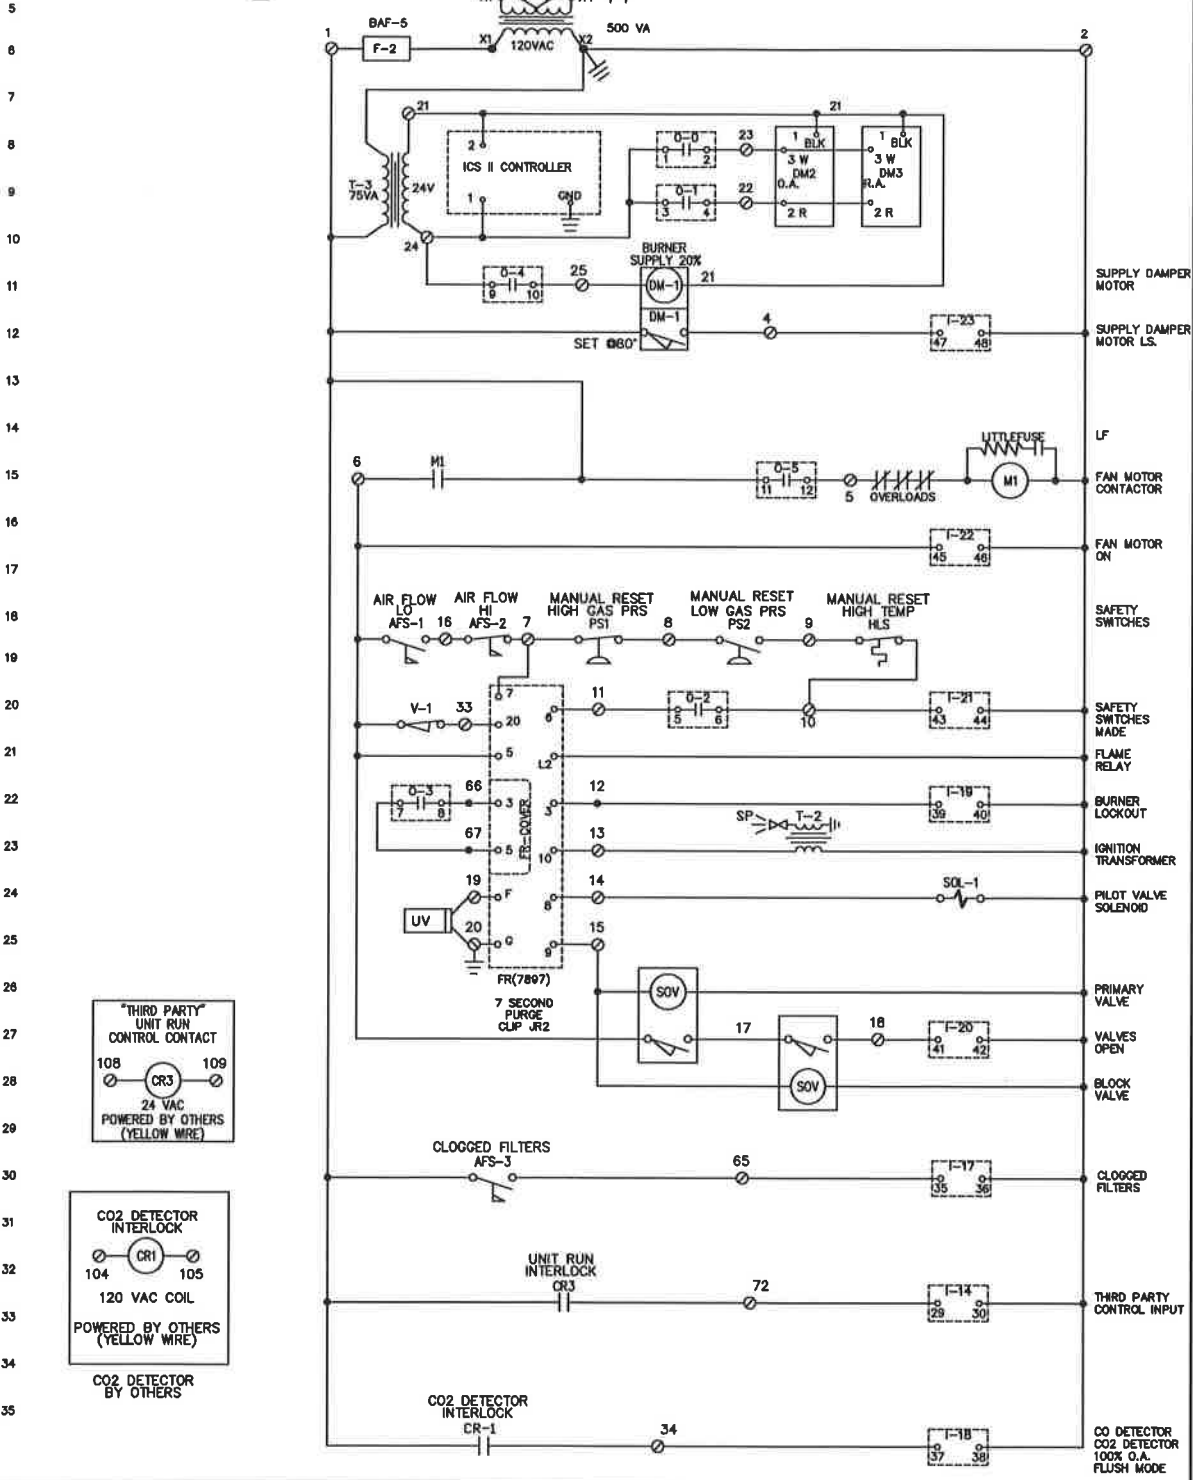 5
BAF-5
500 VA
1
2
6
F-2
X1
120VAC
X2
7
21
21
8
2
ICS II CONTROLLER
O-0
1 2
23
1 BLK
3 W
DM2
O.A.
2 R
1 BLK
3 W
DM3
R.A.
2 R
9
T-3
75VA
24V
1
GND
O-1
3 4
22
10
24
BURNER
SUPPLY 20%
11
O-4
9 10
25
DM-1
21
SUPPLY DAMPER
MOTOR
12
DM-1
SET @80°
4
I-23
47 48
SUPPLY DAMPER
MOTOR LS.
13
14
LITTLEFUSE
LF
15
6
M1
O-5
11 12
5
OVERLOADS
M1
FAN MOTOR
CONTACTOR
16
I-22
45 46
FAN MOTOR
ON
17
18
AIR FLOW
LO
AFS-1
16
AIR FLOW
HI
AFS-2
7
MANUAL RESET
HIGH GAS PRS
PS1
8
MANUAL RESET
LOW GAS PRS
PS2
9
MANUAL RESET
HIGH TEMP
HLS
SAFETY
SWITCHES
19
20
V-1
33
7
20
6
11
O-2
5 6
10
I-21
43 44
SAFETY
SWITCHES
MADE
21
5
L2
FLAME
RELAY
22
O-3
7 8
66
3
FR-COVER
3
12
I-19
39 40
BURNER
LOCKOUT
23
67
5
10
13
SP
T-2
IGNITION
TRANSFORMER
24
19
F
8
14
SOL-1
PILOT VALVE
SOLENOID
UV
25
20
G
9
15
FR(7897)
26
7 SECOND
PURGE
CLIP JR2
SOV
PRIMARY
VALVE
27
17
18
I-20
41 42
VALVES
OPEN
"THIRD PARTY"
UNIT RUN
CONTROL CONTACT
108
109
CR3
24 VAC
POWERED BY OTHERS
(YELLOW WIRE)
28
SOV
BLOCK
VALVE
29
30
CLOGGED FILTERS
AFS-3
65
I-17
35 36
CLOGGED
FILTERS
31
CO2 DETECTOR
INTERLOCK
CR1
104
105
120 VAC COIL
POWERED BY OTHERS
(YELLOW WIRE)
CO2 DETECTOR
BY OTHERS
32
UNIT RUN
INTERLOCK
CR3
72
I-14
29 30
THIRD PARTY
CONTROL INPUT
33
34
35
CO2 DETECTOR
INTERLOCK
CR-1
34
I-18
37 38
CO DETECTOR
CO2 DETECTOR
100% O.A.
FLUSH MODE